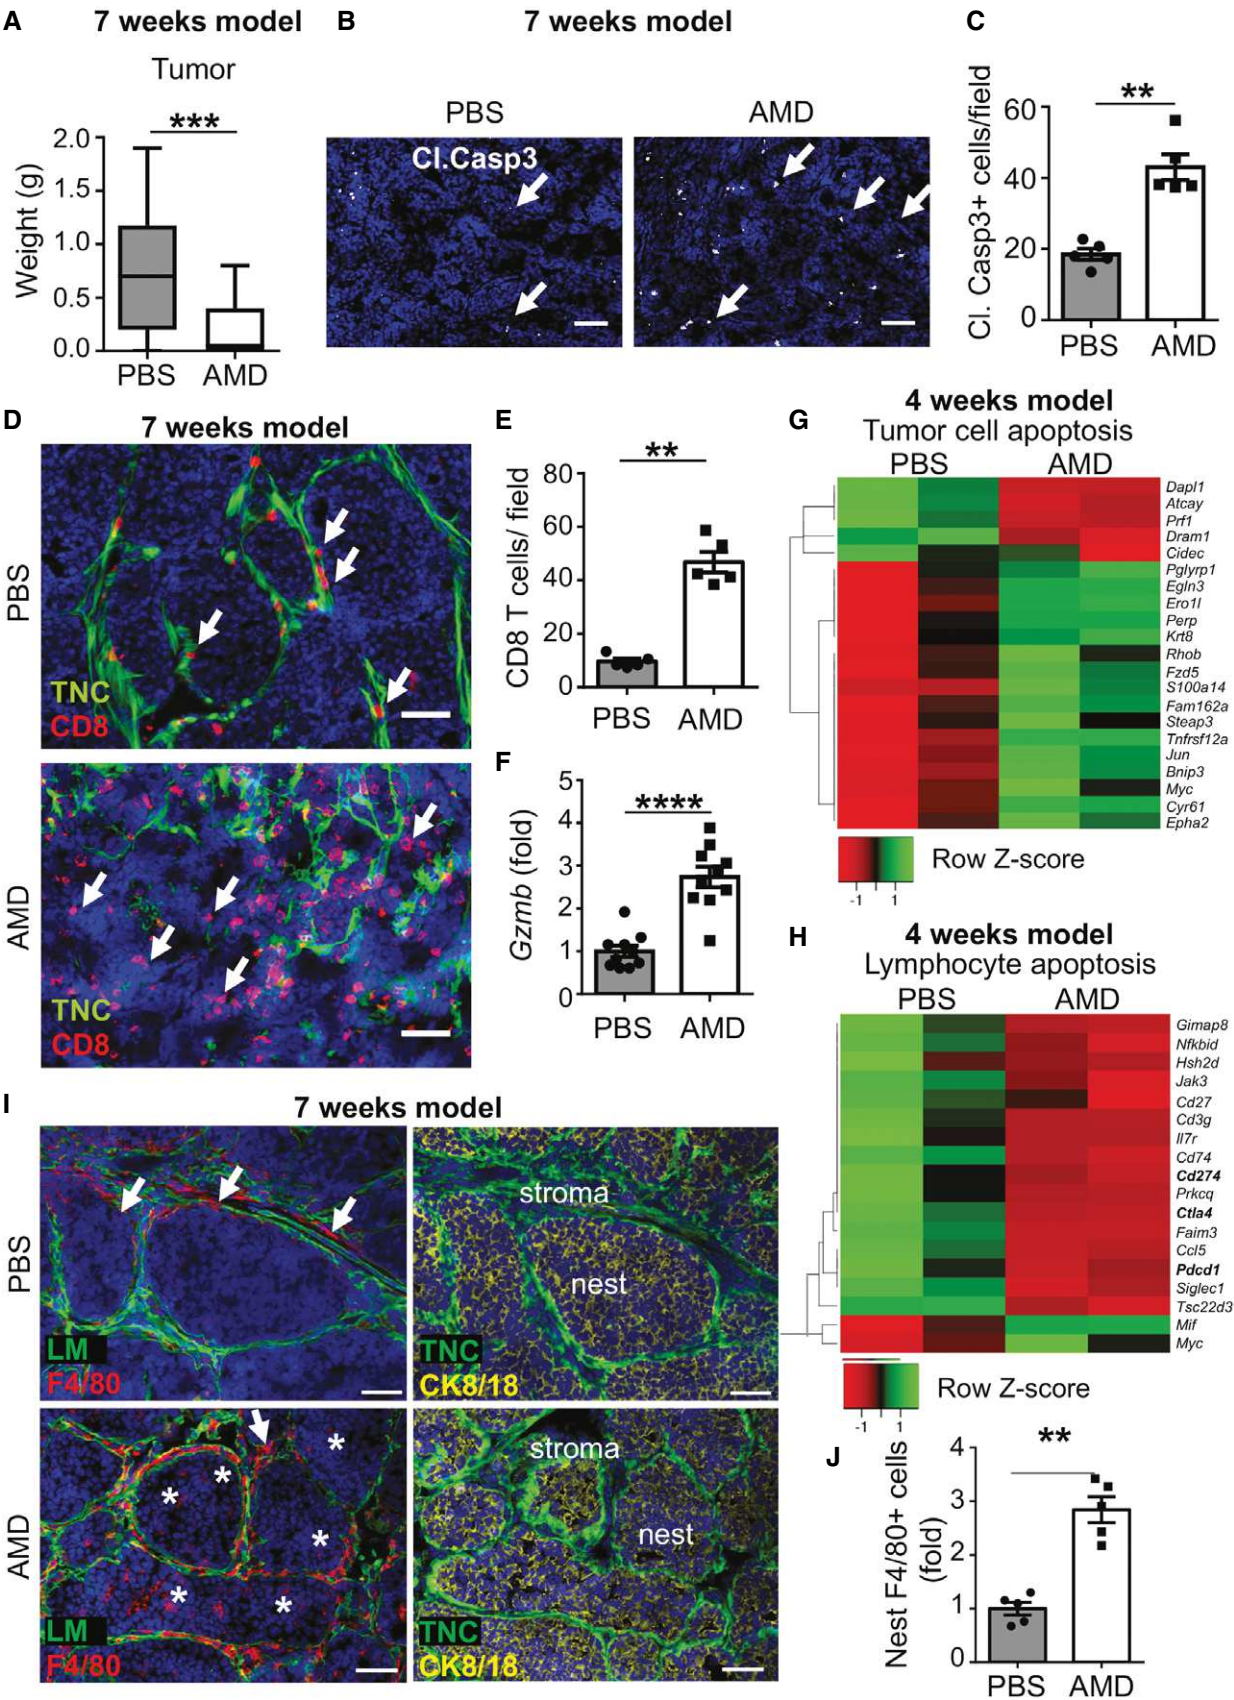 A
7 weeks model
Tumor
***
Weight (g)
2.0
1.5
1.0
0.5
0.0
PBS
AMD
B
7 weeks model
PBS
AMD
Cl.Casp3
C
Cl. Casp3+ cells/field
**
60
40
20
0
PBS
AMD
D
7 weeks model
PBS
TNC
CD8
AMD
TNC
CD8
E
CD8 T cells/ field
**
80
60
40
20
0
PBS
AMD
F
Gzmb (fold)
****
5
4
3
2
1
0
PBS
AMD
G
4 weeks model
Tumor cell apoptosis
PBS
AMD
Dapl1
Atcay
Prf1
Dram1
Cidec
Pglyrp1
Egln3
Ero1l
Perp
Krt8
Rhob
Fzd5
S100a14
Fam162a
Steap3
Tnfrsf12a
Jun
Bnip3
Myc
Cyr61
Epha2
Row Z-score
-1
1
H
4 weeks model
Lymphocyte apoptosis
PBS
AMD
Gimap8
Nfkbid
Hsh2d
Jak3
Cd27
Cd3g
Il7r
Cd74
Cd274
Prkcq
Ctla4
Faim3
Ccl5
Pdcd1
Siglec1
Tsc22d3
Mif
Myc
Row Z-score
-1
1
I
7 weeks model
PBS
LM
F4/80
stroma
nest
TNC
CK8/18
AMD
*
*
*
*
*
*
LM
F4/80
stroma
nest
TNC
CK8/18
J
Nest F4/80+ cells
(fold)
**
4
3
2
1
0
PBS
AMD